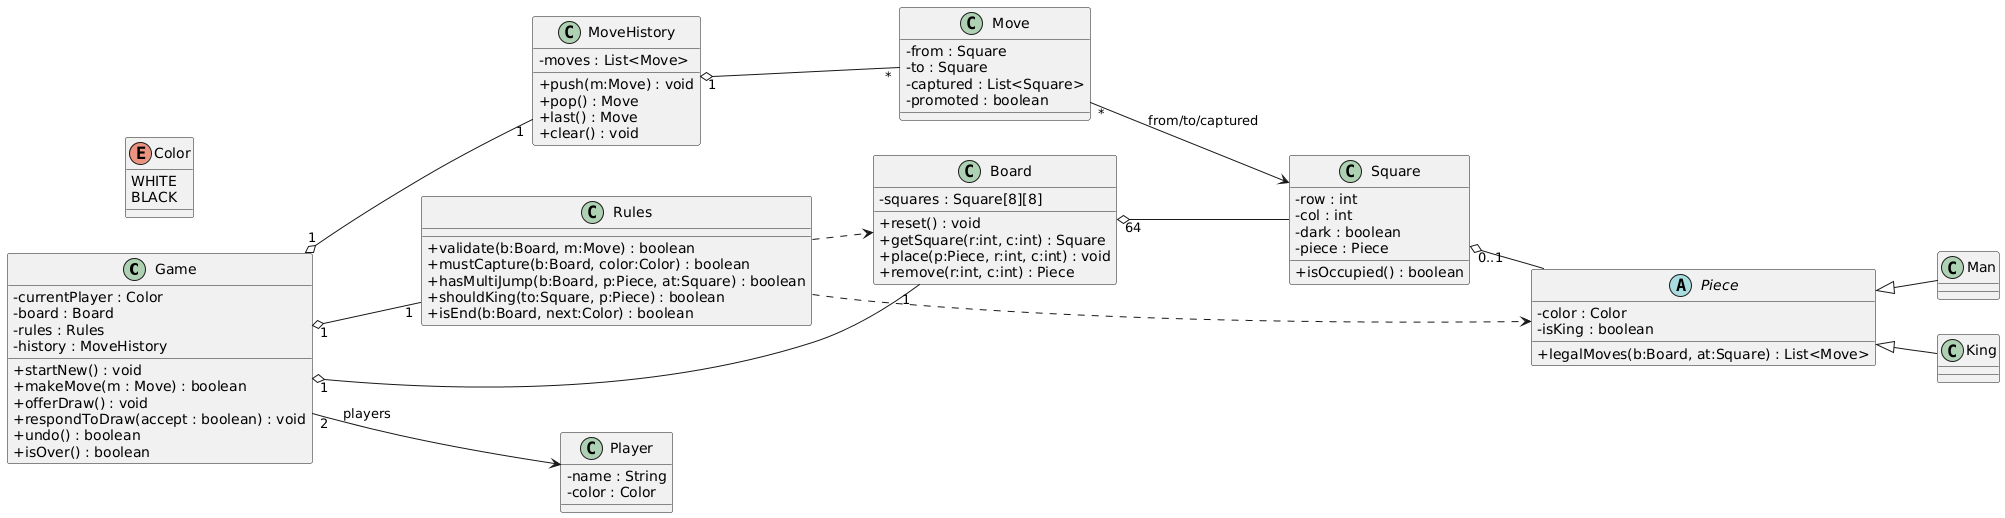 C MoveHistory
-moves : List<Move>
+push(m:Move) : void
+pop() : Move
+last() : Move
+clear() : void
C Move
-from : Square
-to : Square
-captured : List<Square>
-promoted : boolean
1
*
*
from/to/captured
1
E Color
WHITE
BLACK
C Rules
+validate(b:Board, m:Move) : boolean
+mustCapture(b:Board, color:Color) : boolean
+hasMultiJump(b:Board, p:Piece, at:Square) : boolean
+shouldKing(to:Square, p:Piece) : boolean
+isEnd(b:Board, next:Color) : boolean
C Board
-squares : Square[8][8]
+reset() : void
+getSquare(r:int, c:int) : Square
+place(p:Piece, r:int, c:int) : void
+remove(r:int, c:int) : Piece
64
C Square
-row : int
-col : int
-dark : boolean
-piece : Piece
+isOccupied() : boolean
0..1
A Piece
-color : Color
-isKing : boolean
+legalMoves(b:Board, at:Square) : List<Move>
C Man
C King
1
C Game
-currentPlayer : Color
-board : Board
-rules : Rules
-history : MoveHistory
+startNew() : void
+makeMove(m : Move) : boolean
+offerDraw() : void
+respondToDraw(accept : boolean) : void
+undo() : boolean
+isOver() : boolean
1
1
1
1
2
players
C Player
-name : String
-color : Color